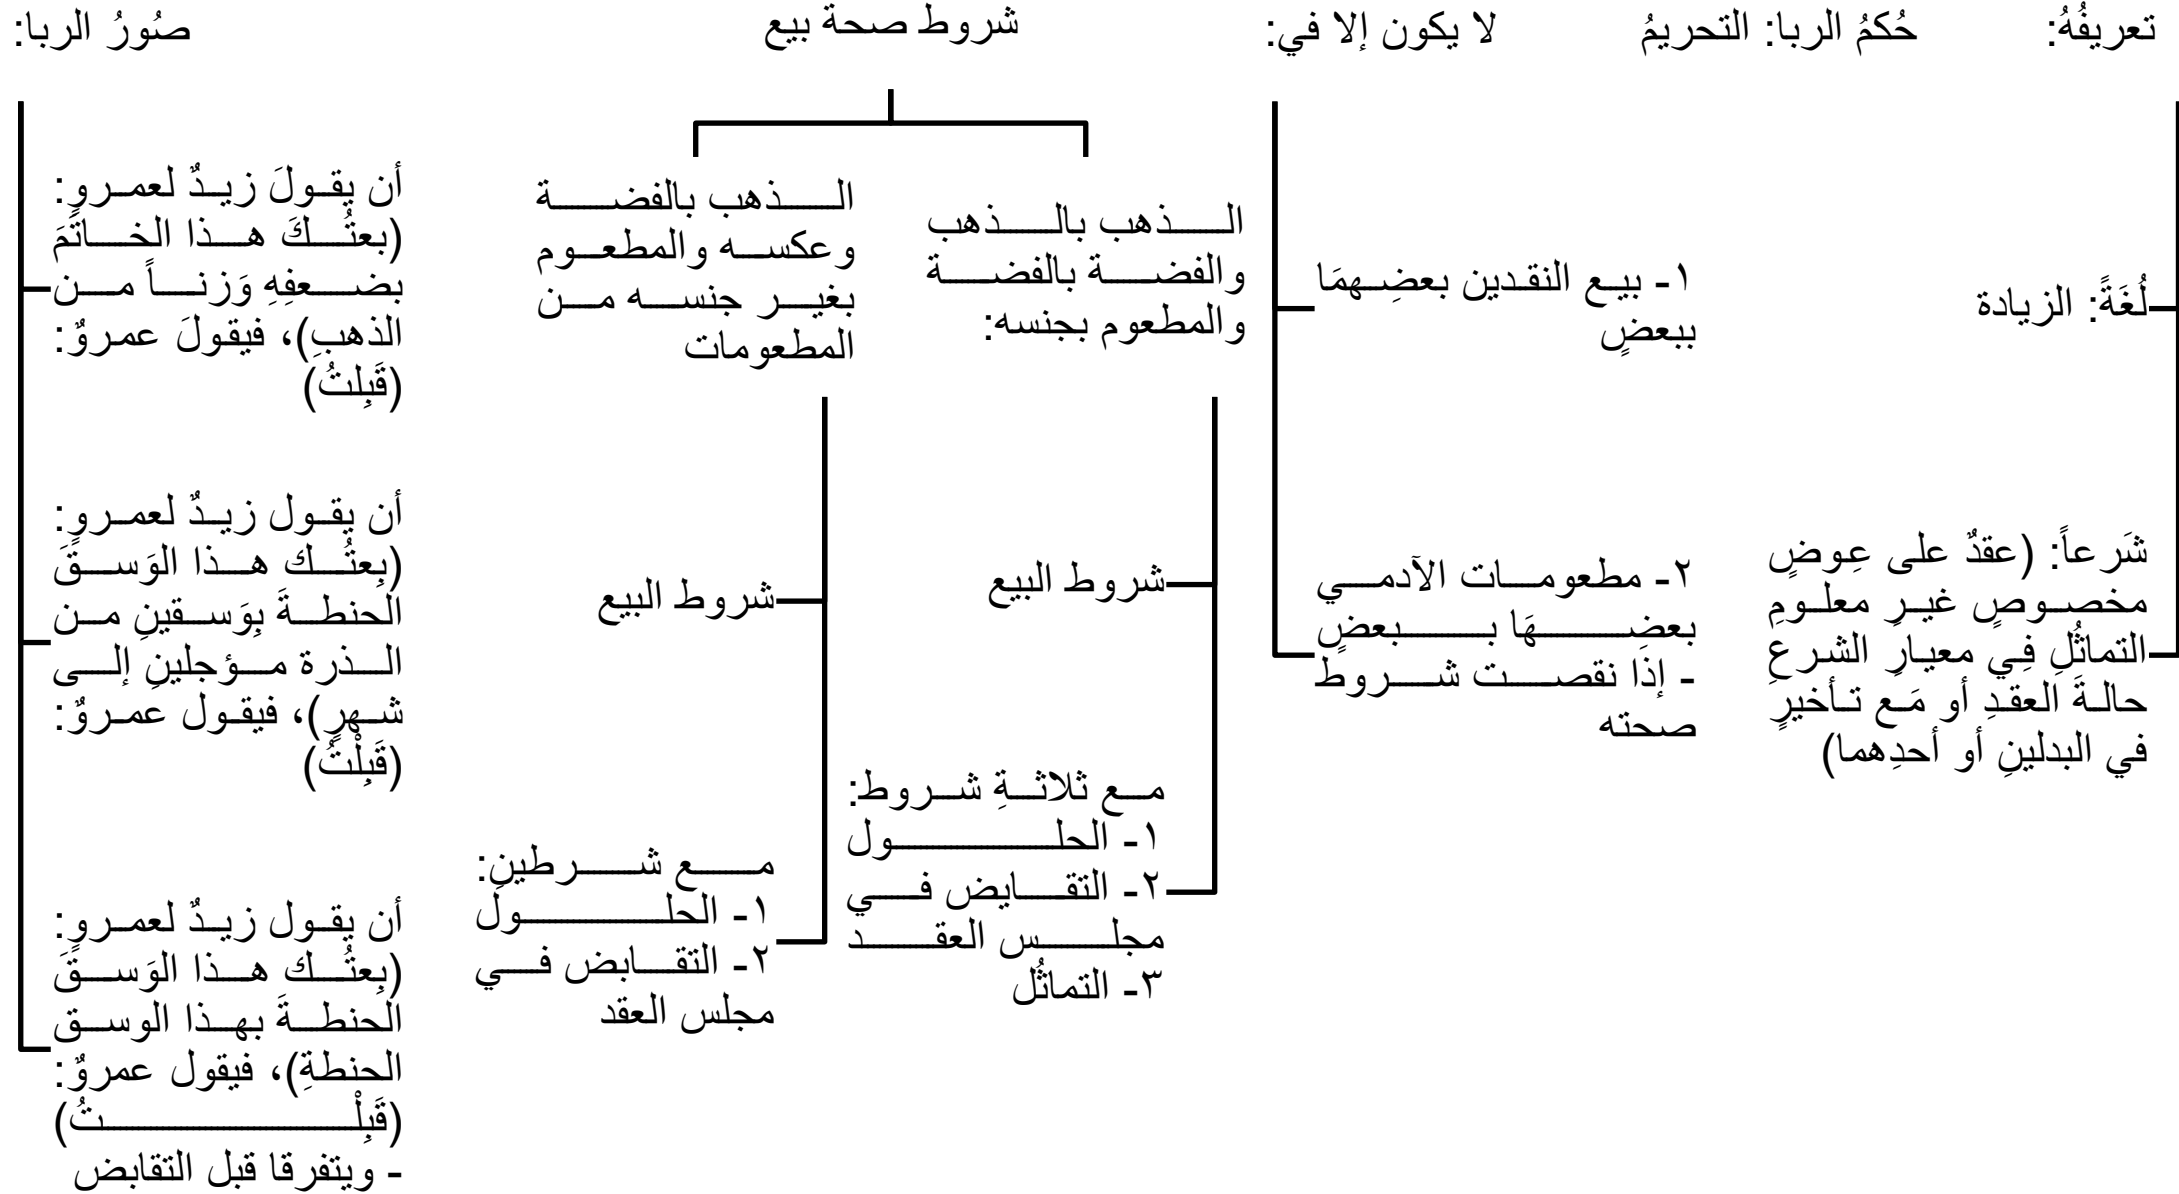 تعريفُهُ:
لُغَةً: الزيادة
شَرعاً: (عقدٌ على عِوضٍ
مخصوصٍ غيرِ معلومِ
التماثُلِ فِي معيارِ الشرعِ
حالةَ العقدِ أو مَع تأخيرٍ
في البدلينِ أو أحدِهما)
حُكمُ الربا: التحريمُ
لا يكون إلا في:
١- بيع النقدين بعضِهمَا
ببعضٍ
٢- مطعومات الآدمي
بعضِهَا ببعضٍ
- إذا نقصت شروط
صحته
شروط صحة بيع
الذهب بالذهب
والفضة بالفضة
والمطعوم بجنسه:
شروط البيع
مع ثلاثةِ شروط:
١- الحلول
٢- التقايض في
مجلس العقد
٣- التماثُل
الذهب بالفضة
وعكسه والمطعوم
بغير جنسه من
المطعومات
شروط البيع
مع شرطينِ:
١- الحلول
٢- التقابض في
مجلس العقد
صُورُ الربا:
أن يقولَ زيدٌ لعمروٍ:
(بعتُكَ هذا الخاتَمَ
بضعفِهِ وَزناً من
الذهبِ)، فيقولَ عمروٌ:
(قَبِلتُ)
أن يقول زيدٌ لعمروٍ:
(بِعتُك هذا الوَسقَ
الحنطةَ بِوَسقينِ من
الذرة مؤجلينِ إلى
شهرٍ)، فيقول عمروٌ:
(قَبِلْتُ)
أن يقول زيدٌ لعمروٍ:
(بِعتُك هذا الوَسقَ
الحنطةَ بهذا الوسق
الحنطةِ)، فيقول عمروٌ:
(قَبِلْتُ)
- ويتفرقا قبل التقابض